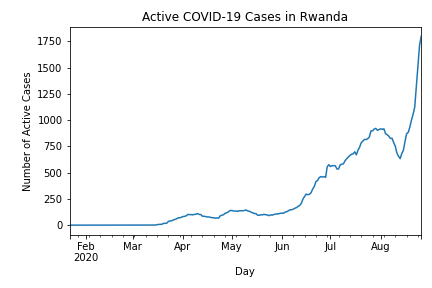 Active COVID-19 Cases in Rwanda
Number of Active Cases
1750
1500
1250
1000
750
500
250
0
Feb Mar Apr May Jun Jul Aug
2020
Day